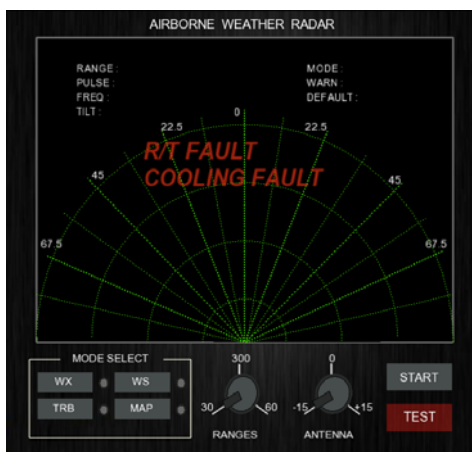 AIRBORNE WEATHER RADAR
RANGE : MODE :
PULSE : WARN :
FREQ : DEFAULT :
TILT :
0
22.5 22.5
R/T FAULT
COOLING FAULT
45 45
67.5 67.5
MODE SELECT
WX WS
TRB MAP
300
30 60
RANGES
0
-15 +15
ANTENNA
START
TEST